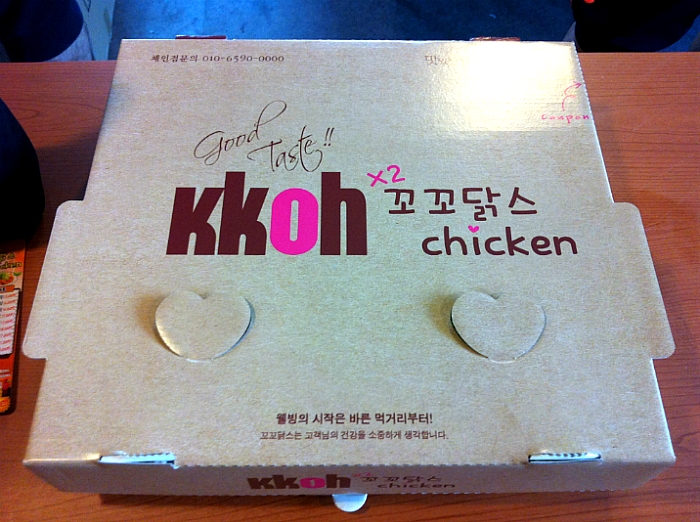 체인점문의 010-6590-0000
coupon
Good
Taste!!
KKOh x2 꼬꼬닭스
chicken
웰빙의 시작은 바른 먹거리부터!
꼬꼬닭스는 고객님의 건강을 소중하게 생각합니다.
KKOh x2 꼬꼬닭스
chicken